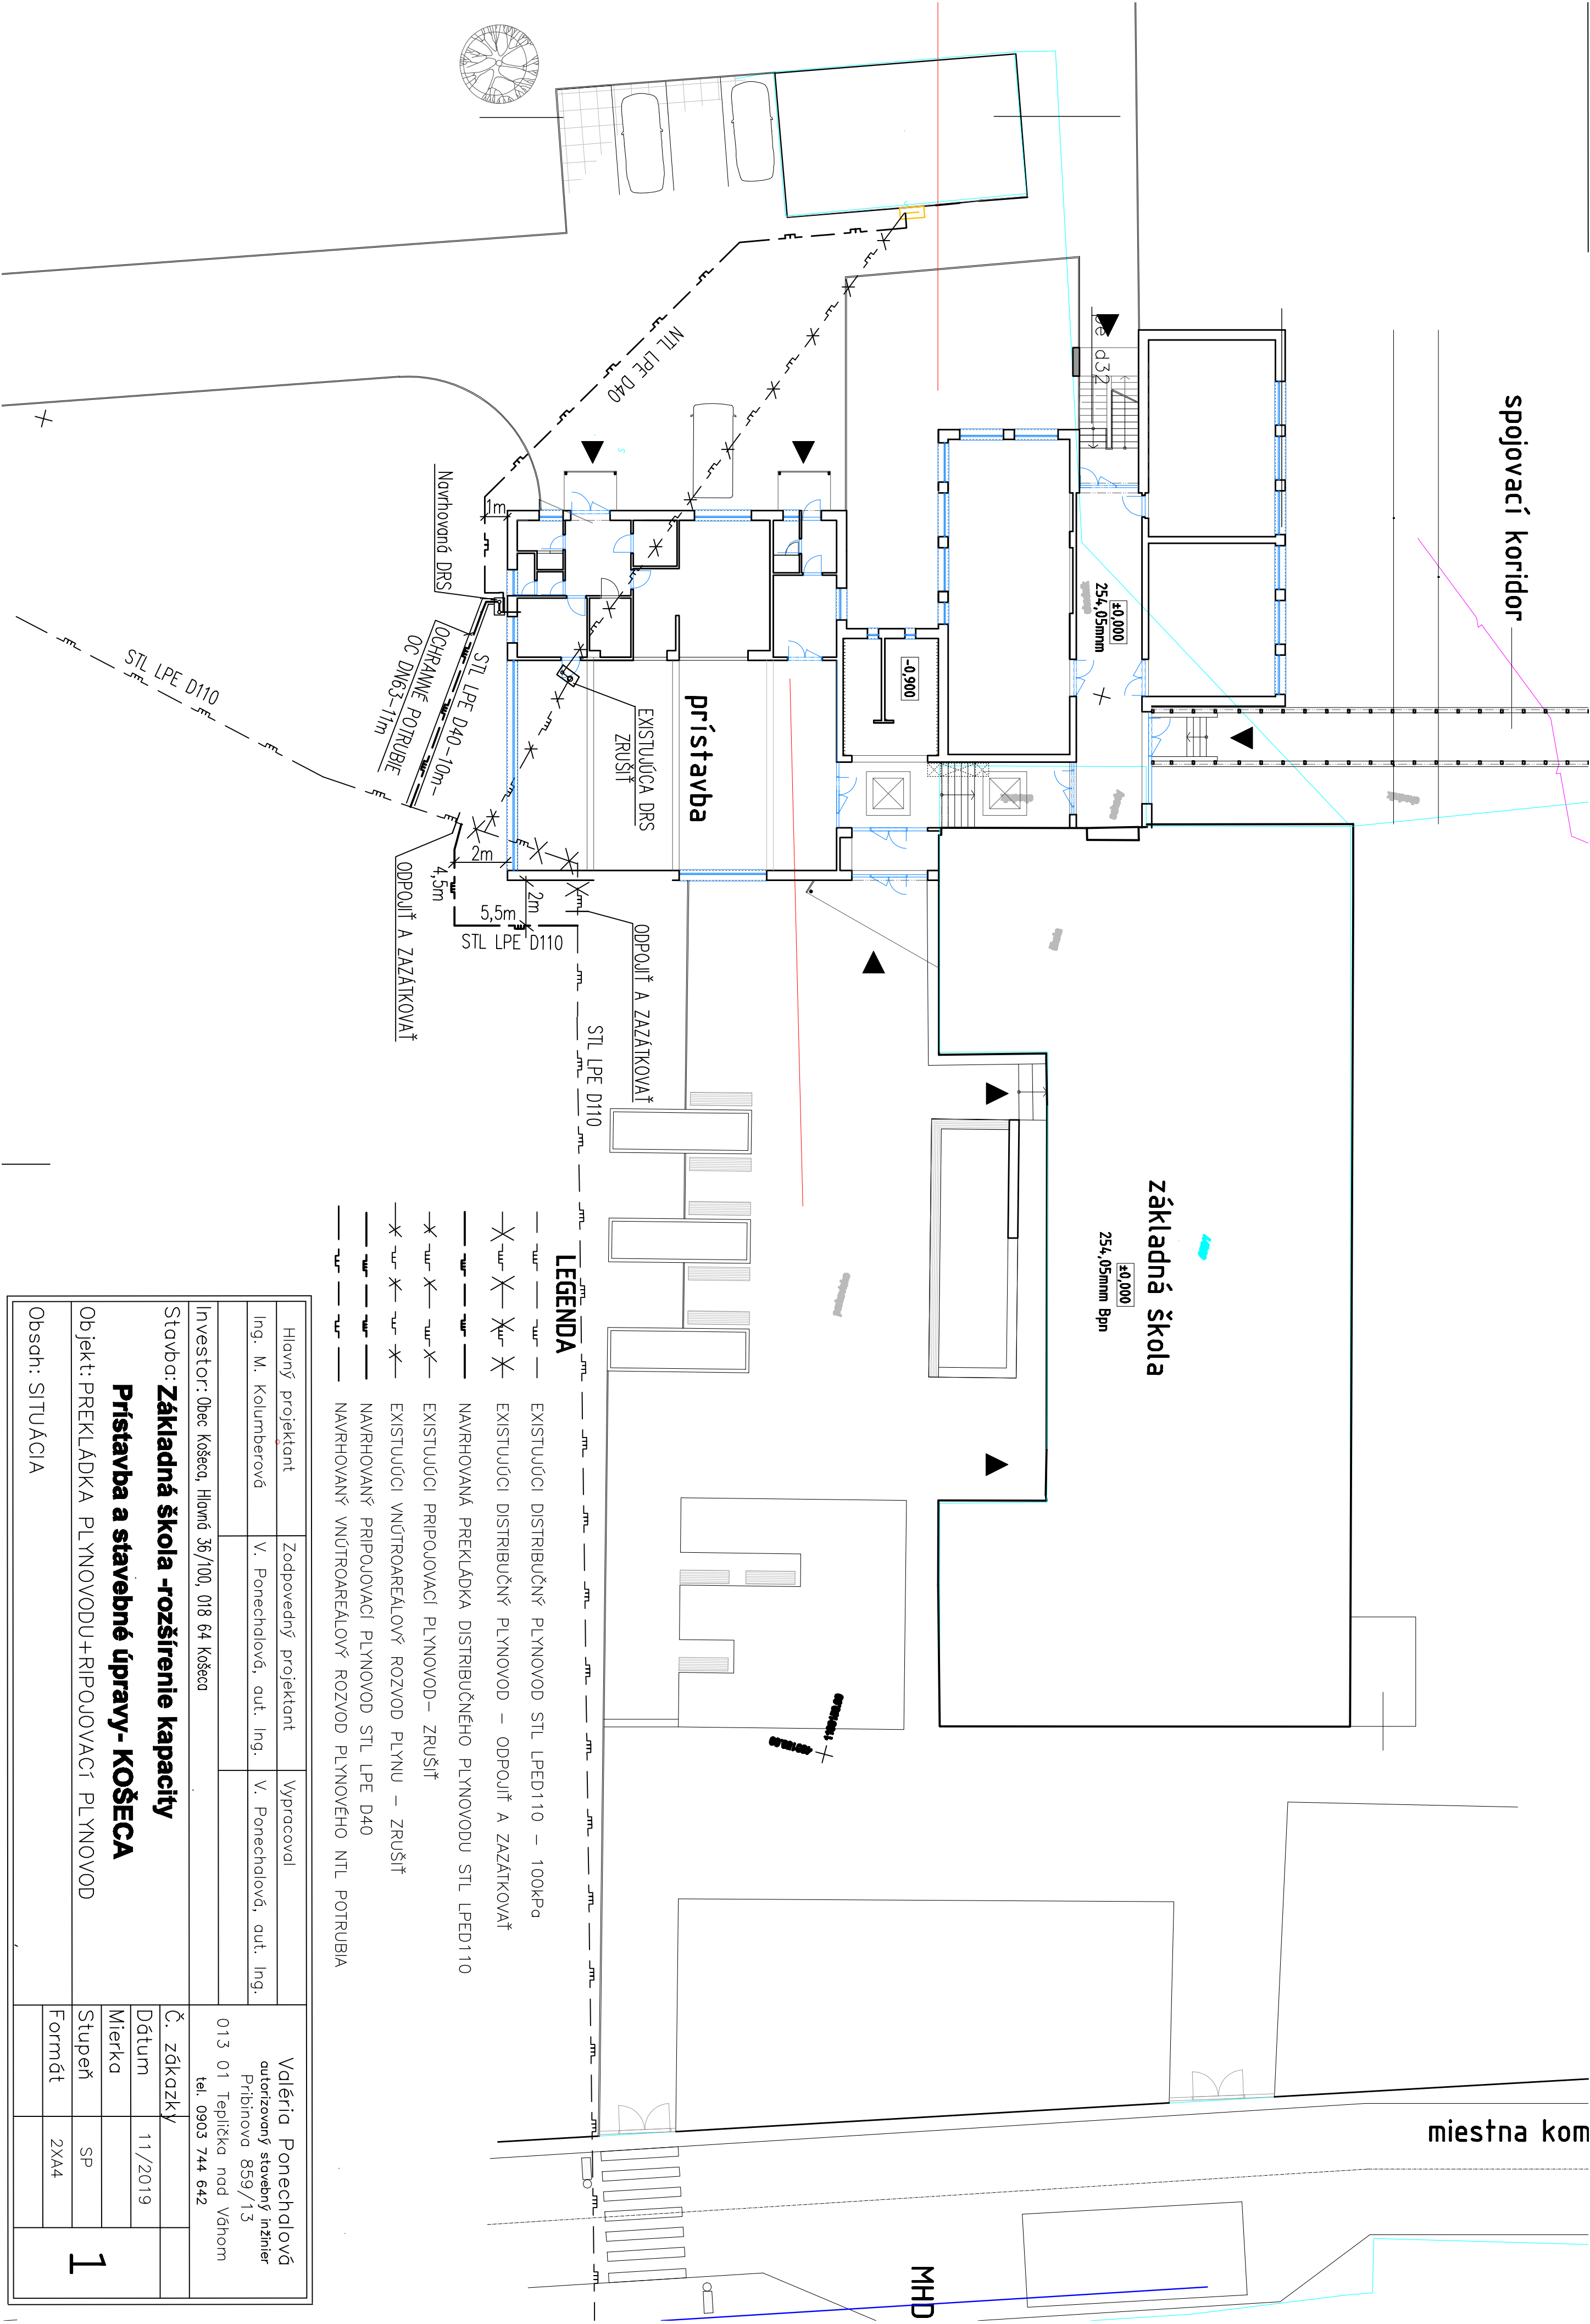 spojovací koridor
pe d32
±0,000
254,05mnm
-0,900
NTL LPE D40
1m
Navrhovaná DRS
STL LPE D110
STL LPE D40-10m-
OCHRANNÉ POTRUBIE
OC DN63-11m
EXISTUJÚCA DRS
ZRUŠIŤ
prístavba
2m
4,5m
2m
5,5m
STL LPE D110
ODPOJIŤ A ZAZÁTKOVAŤ
ODPOJIŤ A ZAZÁTKOVAŤ
STL LPE D110
základná škola
±0,000
254,05mnm Bpn
miestna kom
MHD
LEGENDA
EXISTUJÚCI DISTRIBUČNÝ PLYNOVOD STL LPED110 – 100kPa
EXISTUJÚCI DISTRIBUČNÝ PLYNOVOD – ODPOJIŤ A ZAZÁTKOVAŤ
NAVRHOVANÁ PREKLÁDKA DISTRIBUČNÉHO PLYNOVODU STL LPED110
EXISTUJÚCI PRIPOJOVACÍ PLYNOVOD– ZRUŠIŤ
EXISTUJÚCI VNÚTROAREÁLOVÝ ROZVOD PLYNU – ZRUŠIŤ
NAVRHOVANÝ PRIPOJOVACÍ PLYNOVOD STL LPE D40
NAVRHOVANÝ VNÚTROAREÁLOVÝ ROZVOD PLYNOVÉHO NTL POTRUBIA
Hlavný projektant
Zodpovedný projektant
Vypracoval
Ing. M. Kolumberová
V. Ponechalová, aut. Ing.
V. Ponechalová, aut. Ing.
Valéria Ponechalová
autorizovaný stavebný inžinier
Pribinova 859/13
013 01 Teplička nad Váhom
tel. 0903 744 642
Investor: Obec Košeca, Hlavná 36/100, 018 64 Košeca
Stavba: Základná škola -rozšírenie kapacity
Prístavba a stavebné úpravy- KOŠECA
Objekt: PREKLÁDKA PLYNOVODU+RIPOJOVACÍ PLYNOVOD
Obsah: SITUÁCIA
Č. zákazky
Dátum 11/2019
Mierka
Stupeň SP
Formát 2XA4
1